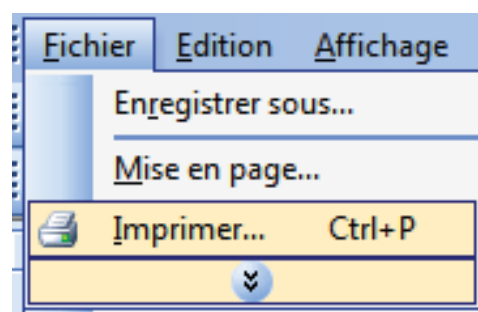 Fichier Edition Affichage
Enregistrer sous...
Mise en page...
Imprimer... Ctrl+P